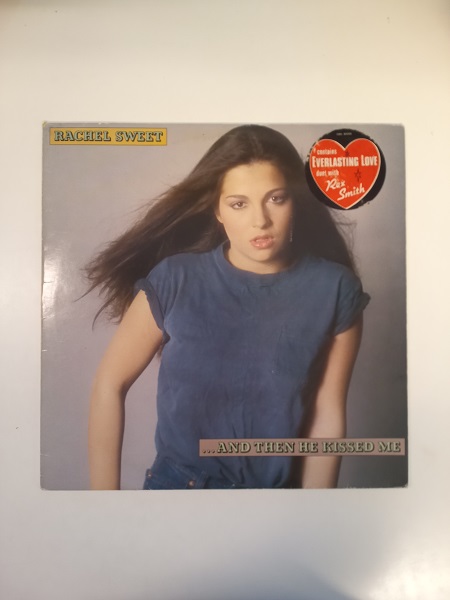 RACHEL SWEET
contains
EVERLASTING LOVE
duet with
Rex
Smith
...AND THEN HE KISSED ME